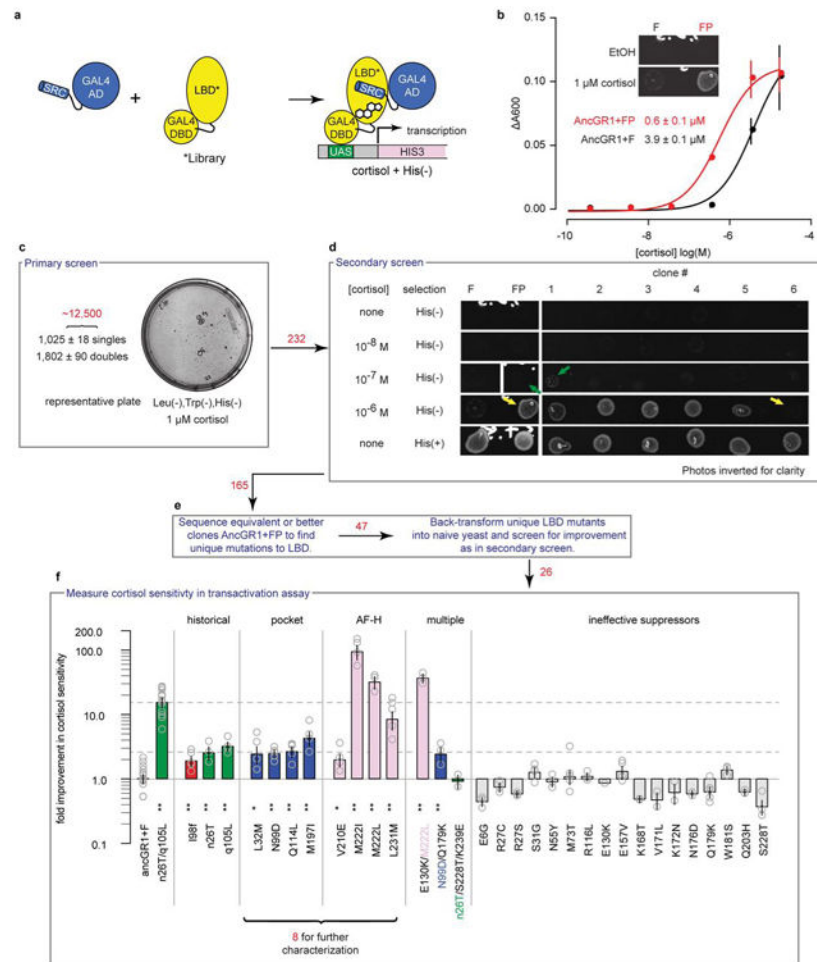 a
SRC
GAL4
AD
+
LBD*
GAL4
DBD
*Library
LBD*
SRC
GAL4
AD
GAL4
DBD
transcription
UAS
HIS3
cortisol + His(-)
b
F
FP
EtOH
1 µM cortisol
AncGR1+FP 0.6 ± 0.1 µM
AncGR1+F 3.9 ± 0.1 µM
ΔA600
0.15
0.10
0.05
0.00
-10
-8
-6
-4
[cortisol] log(M)
c
Primary screen
~12,500
1,025 ± 18 singles
1,802 ± 90 doubles
representative plate
Leu(-),Trp(-),His(-)
1 µM cortisol
232
d
Secondary screen
clone #
[cortisol] selection F FP 1 2 3 4 5 6
none His(-)
10⁻⁸ M His(-)
10⁻⁷ M His(-)
10⁻⁶ M His(-)
none His(+)
Photos inverted for clarity
165
e
Sequence equivalent or better
clones AncGR1+FP to find
unique mutations to LBD.
47
Back-transform unique LBD mutants
into naive yeast and screen for improvement
as in secondary screen.
26
f
Measure cortisol sensitivty in transactivation assay
historical
pocket
AF-H
multiple
ineffective suppressors
fold improvement in cortisol sensitivity
200.0
100.0
10.0
1.0
0.1
** ** ** * ** ** ** * ** ** ** ** **
ancGR1+F
n26T/q105L
l98f
n26T
q105L
L32M
N99D
Q114L
M197I
V210E
M222I
M222L
L231M
E130K/M222L
N99D/Q179K
n26T/S228T/K239E
E6G
R27C
R27S
S31G
N55Y
M73T
R116L
E130K
E157V
K168T
V171L
K172N
N176D
Q179K
W181S
Q203H
S228T
8 for further
characterization